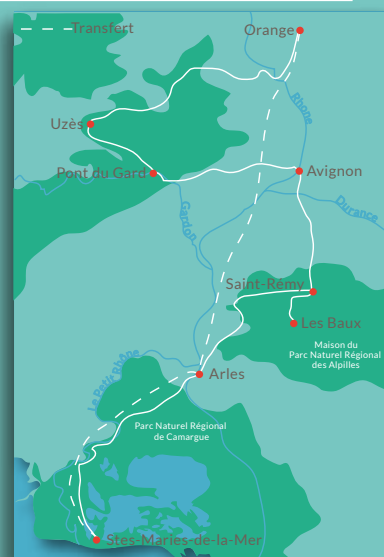 Transfert
Orange
Rhone
Uzès
Pont du Gard
Avignon
Gardon
Durance
Saint-Rémy
Les Baux
Maison du
Parc Naturel Régional
des Alpilles
Le Petit Rhône
Arles
Parc Naturel Régional
de Camargue
Stes-Maries-de-la-Mer